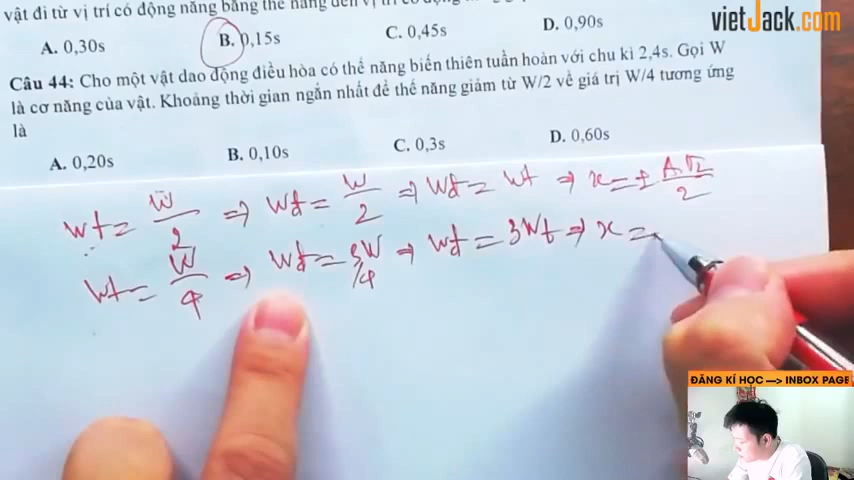 vietJack.com
vật đi từ vị trí có động năng bằng thế năng đến vị trí có động
A. 0,30s B. 0,15s C. 0,45s D. 0,90s
Câu 44: Cho một vật dao động điều hòa có thế năng biến thiên tuần hoàn với chu kì 2,4s. Gọi W
là cơ năng của vật. Khoảng thời gian ngắn nhất để thế năng giảm từ W/2 về giá trị W/4 tương ứng
là
A. 0,20s B. 0,10s C. 0,3s D. 0,60s
Wt = W/2 ⇒ Wđ = W/2 ⇒ Wđ = Wt ⇒ x = ± A√2/2
Wt = W/4 ⇒ Wđ = 3W/4 ⇒ Wđ = 3Wt ⇒ x =
ĐĂNG KÍ HỌC —> INBOX PAGE